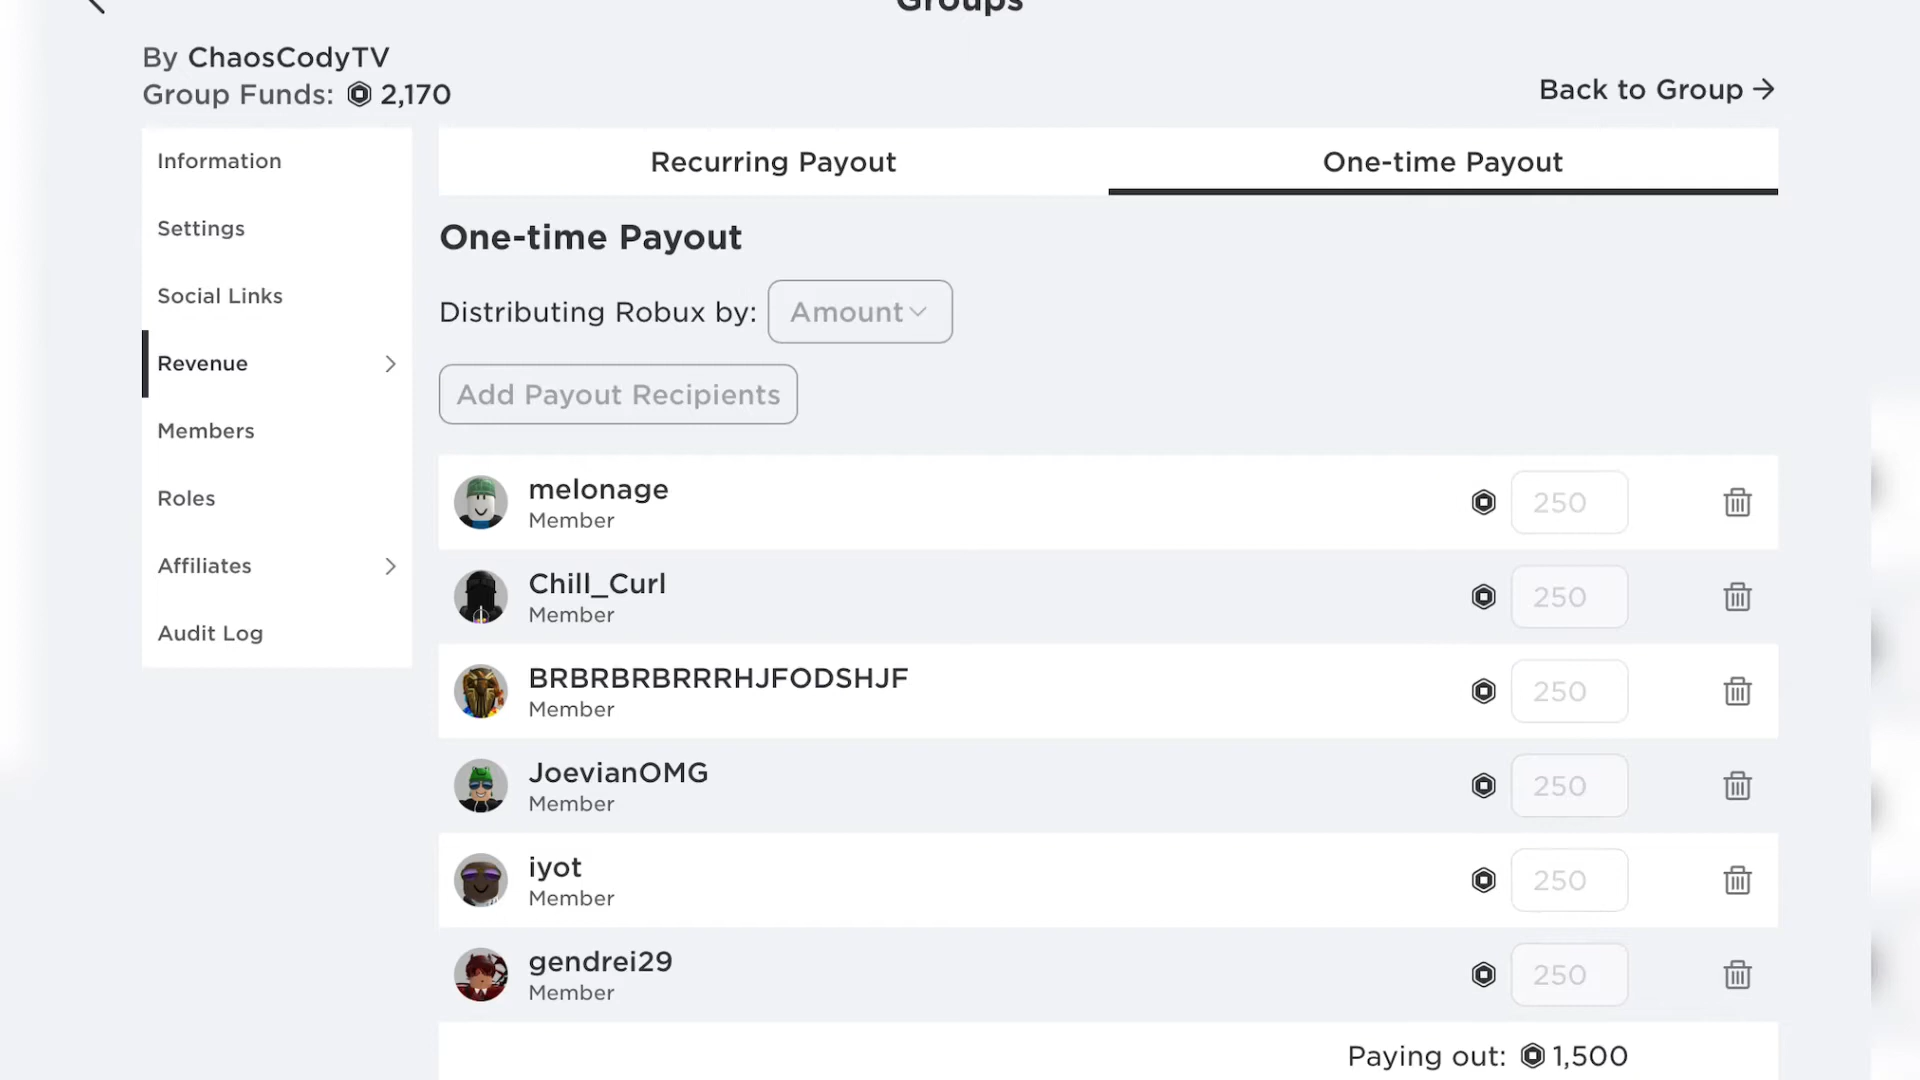 Groups
By ChaosCodyTV
Group Funds: 2,170
Back to Group →
Information
Settings
Social Links
Revenue
Members
Roles
Affiliates
Audit Log
Recurring Payout
One-time Payout
One-time Payout
Distributing Robux by: Amount
Add Payout Recipients
melonage
Member
250
Chill_Curl
Member
250
BRBRBRBRRRHJFODSHJF
Member
250
JoevianOMG
Member
250
iyot
Member
250
gendrei29
Member
250
Paying out: 1,500